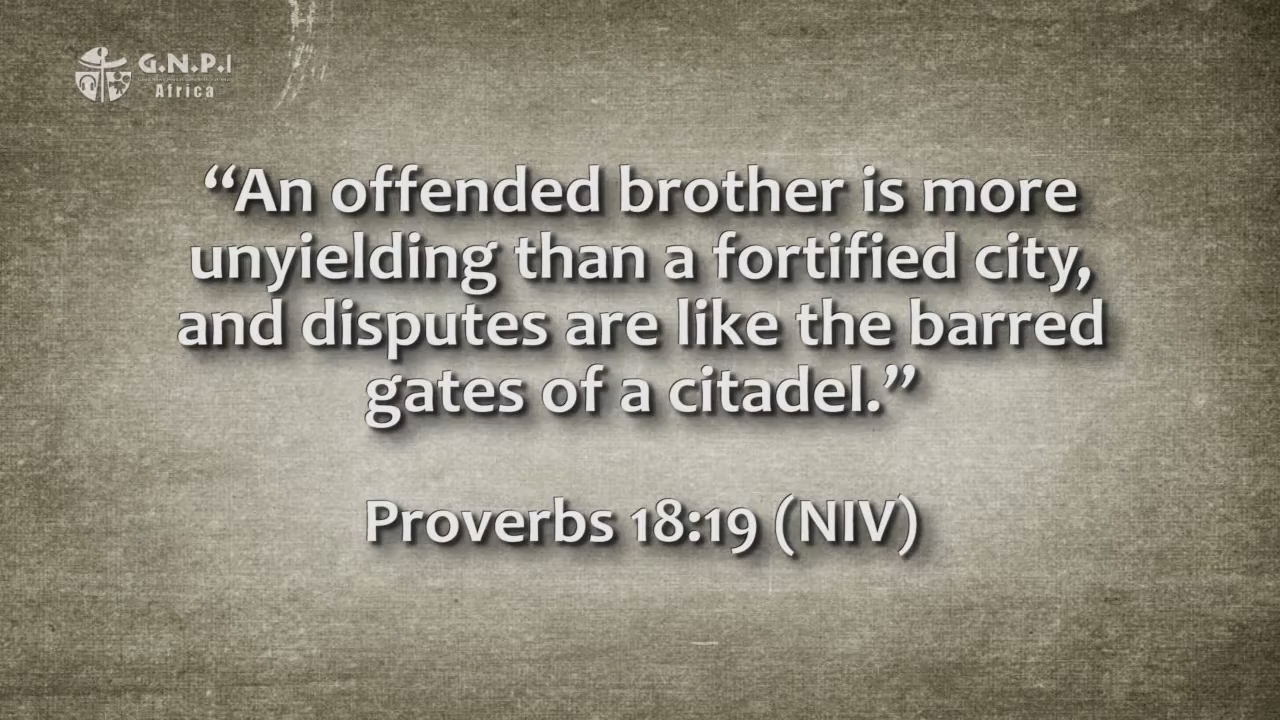 G.N.P.I
Africa
“An offended brother is more
unyielding than a fortified city,
and disputes are like the barred
gates of a citadel.”
Proverbs 18:19 (NIV)